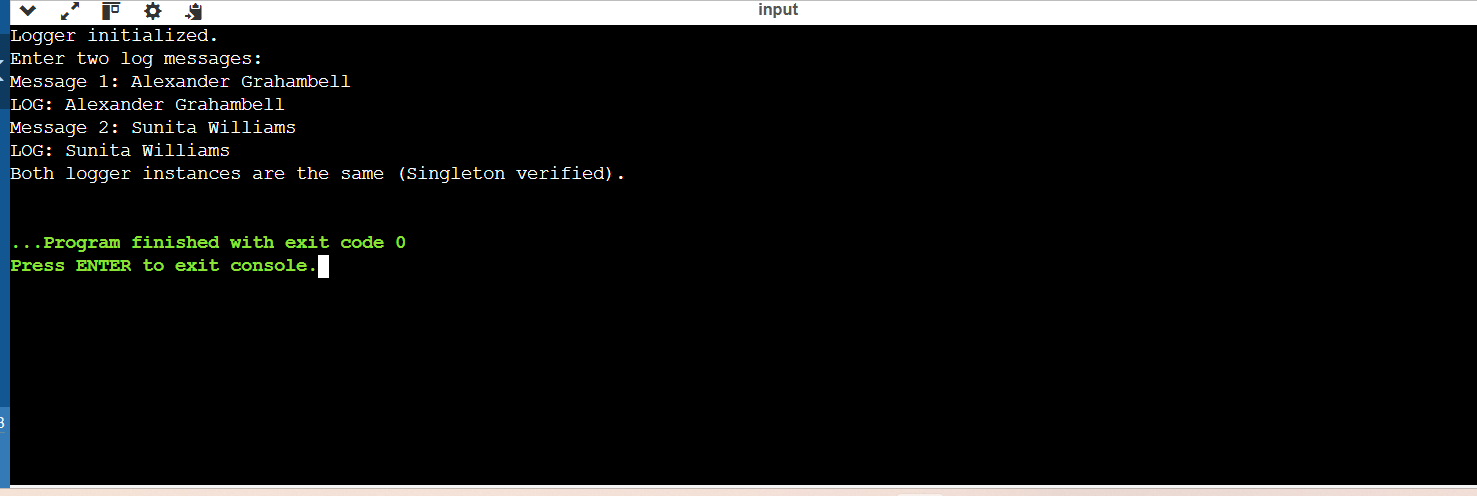 input
Logger initialized.
Enter two log messages:
Message 1: Alexander Grahambell
LOG: Alexander Grahambell
Message 2: Sunita Williams
LOG: Sunita Williams
Both logger instances are the same (Singleton verified).
...Program finished with exit code 0
Press ENTER to exit console.